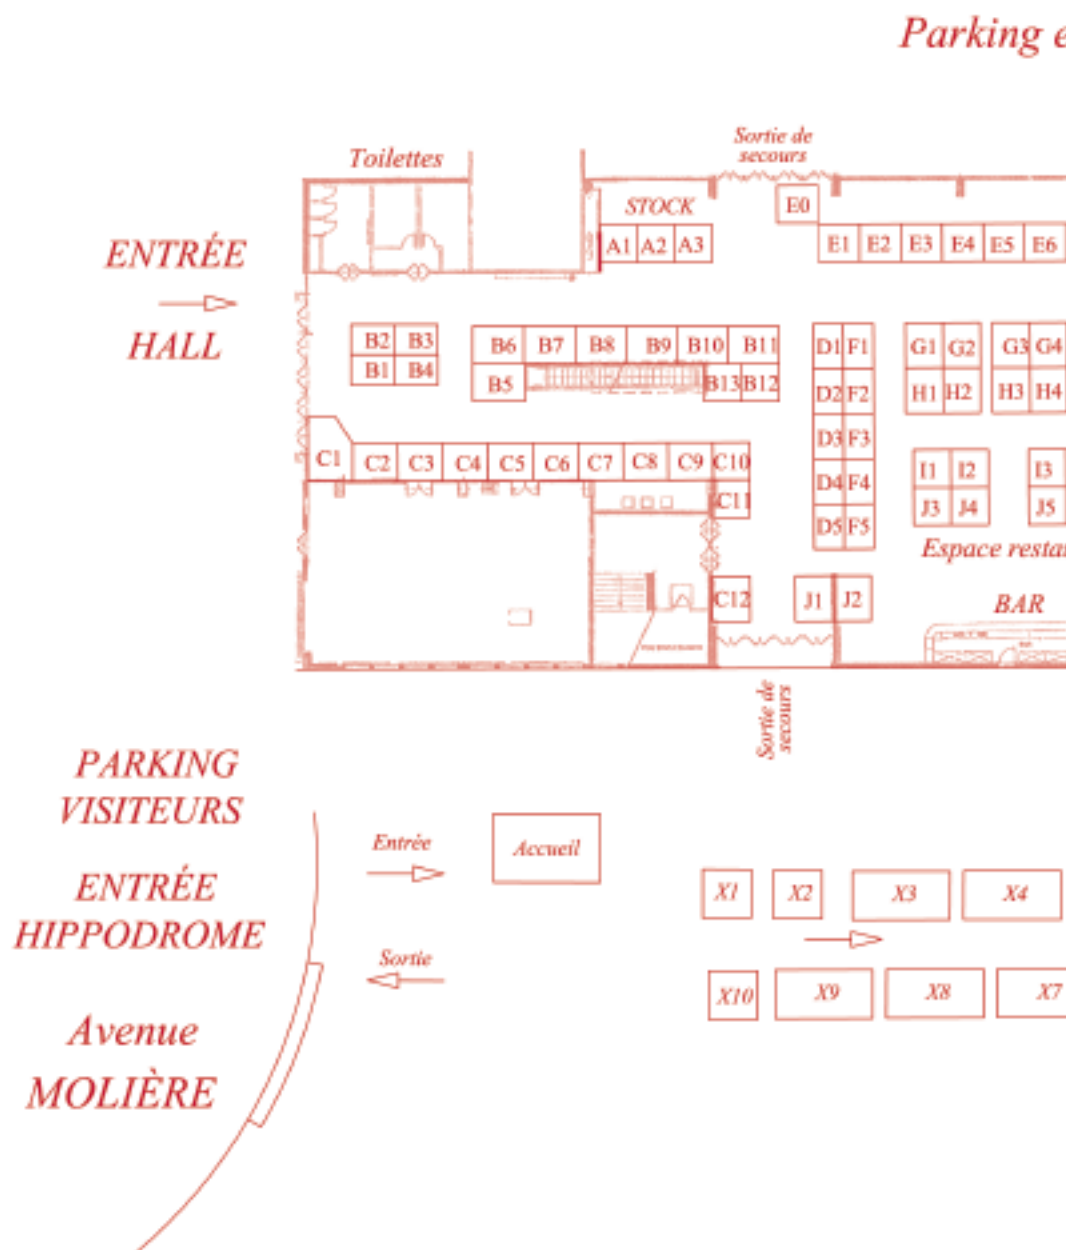 Parking e
Sortie de
secours
Toilettes
STOCK
E0
A1 A2 A3
E1 E2 E3 E4 E5 E6
ENTRÉE
HALL
B2 B3
B1 B4
B6 B7 B8 B9 B10 B11
B5
B13 B12
D1 F1
D2 F2
D3 F3
D4 F4
D5 F5
G1 G2 G3 G4
H1 H2 H3 H4
C1 C2 C3 C4 C5 C6 C7 C8 C9 C10
C11
C12
I1 I2 I3
J3 J4 J5
Espace resta
J1 J2
BAR
Sortie de
secours
PARKING
VISITEURS
ENTRÉE
HIPPODROME
Avenue
MOLIÈRE
Entrée
Accueil
Sortie
X1 X2 X3 X4
X10 X9 X8 X7